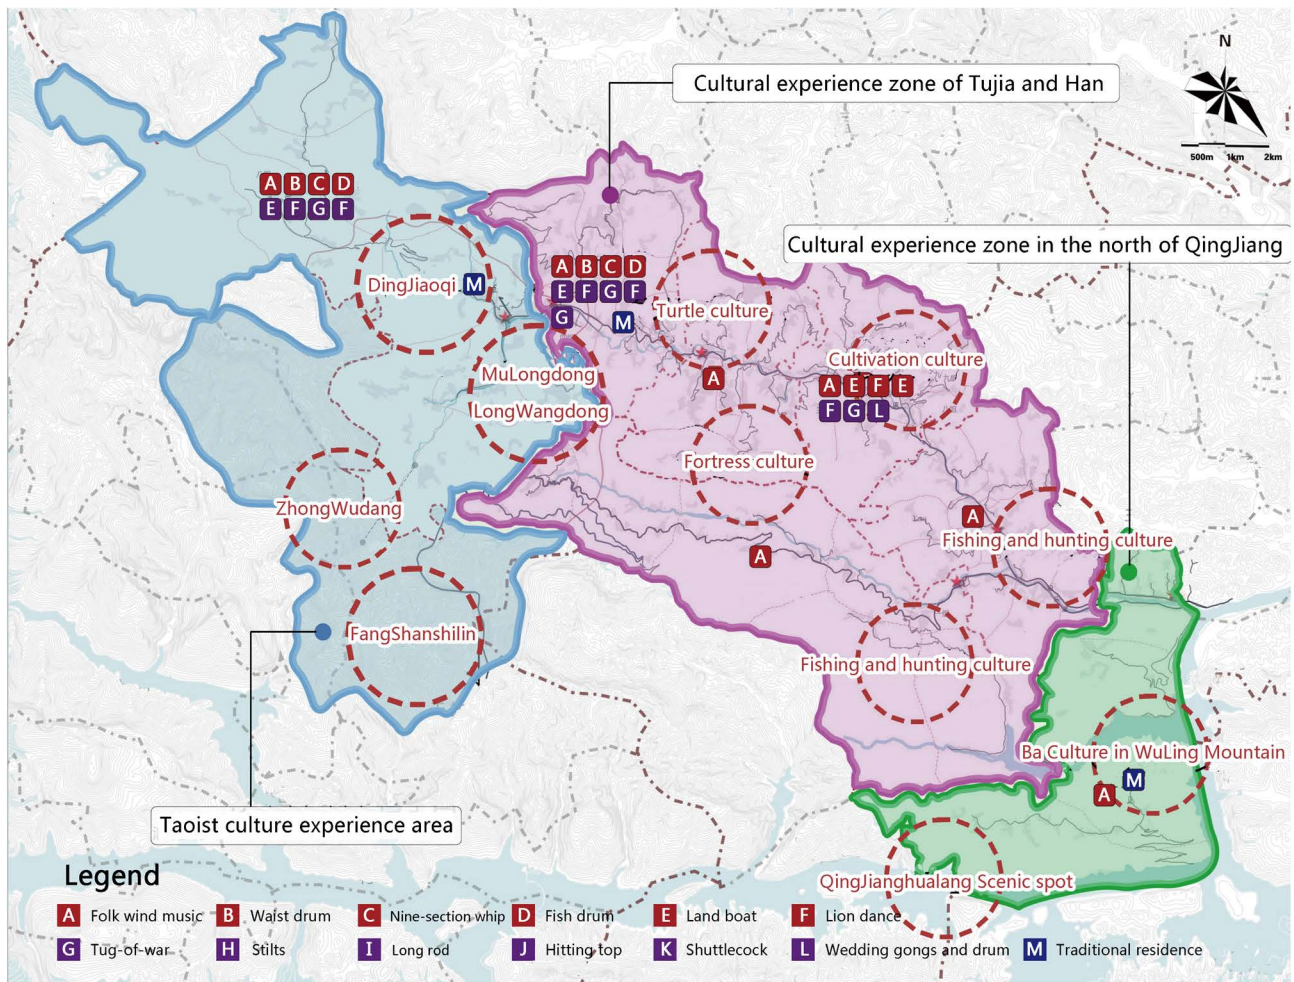 N
500m 1km 2km
Cultural experience zone of Tujia and Han
Cultural experience zone in the north of QingJiang
A B C D
E F G F
DingJiaoqi M
A B C D
E F G F
G
M
Turtle culture
A
Cultivation culture
A E F E
F G L
MuLongdong
LongWangdong
Fortress culture
ZhongWudang
A
Fishing and hunting culture
A
FangShanshilin
Fishing and hunting culture
Ba Culture in WuLing Mountain
A M
Taoist culture experience area
QingJianghualang Scenic spot
Legend
A Folk wind music B Waist drum C Nine-section whip D Fish drum E Land boat F Lion dance
G Tug-of-war H Stilts I Long rod J Hitting top K Shuttlecock L Wedding gongs and drum M Traditional residence